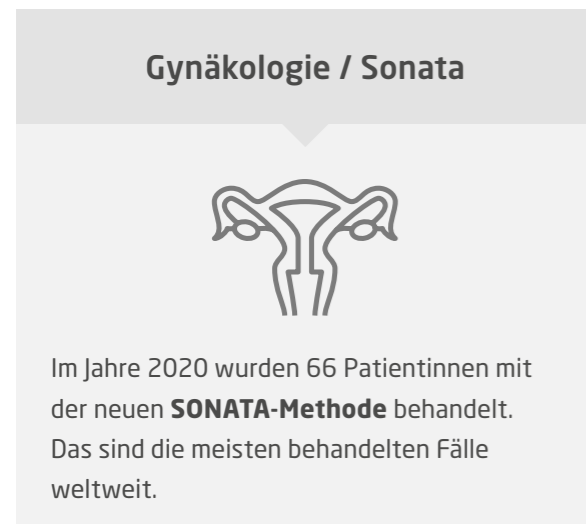 Gynäkologie / Sonata
Im Jahre 2020 wurden 66 Patientinnen mit
der neuen SONATA-Methode behandelt.
Das sind die meisten behandelten Fälle
weltweit.